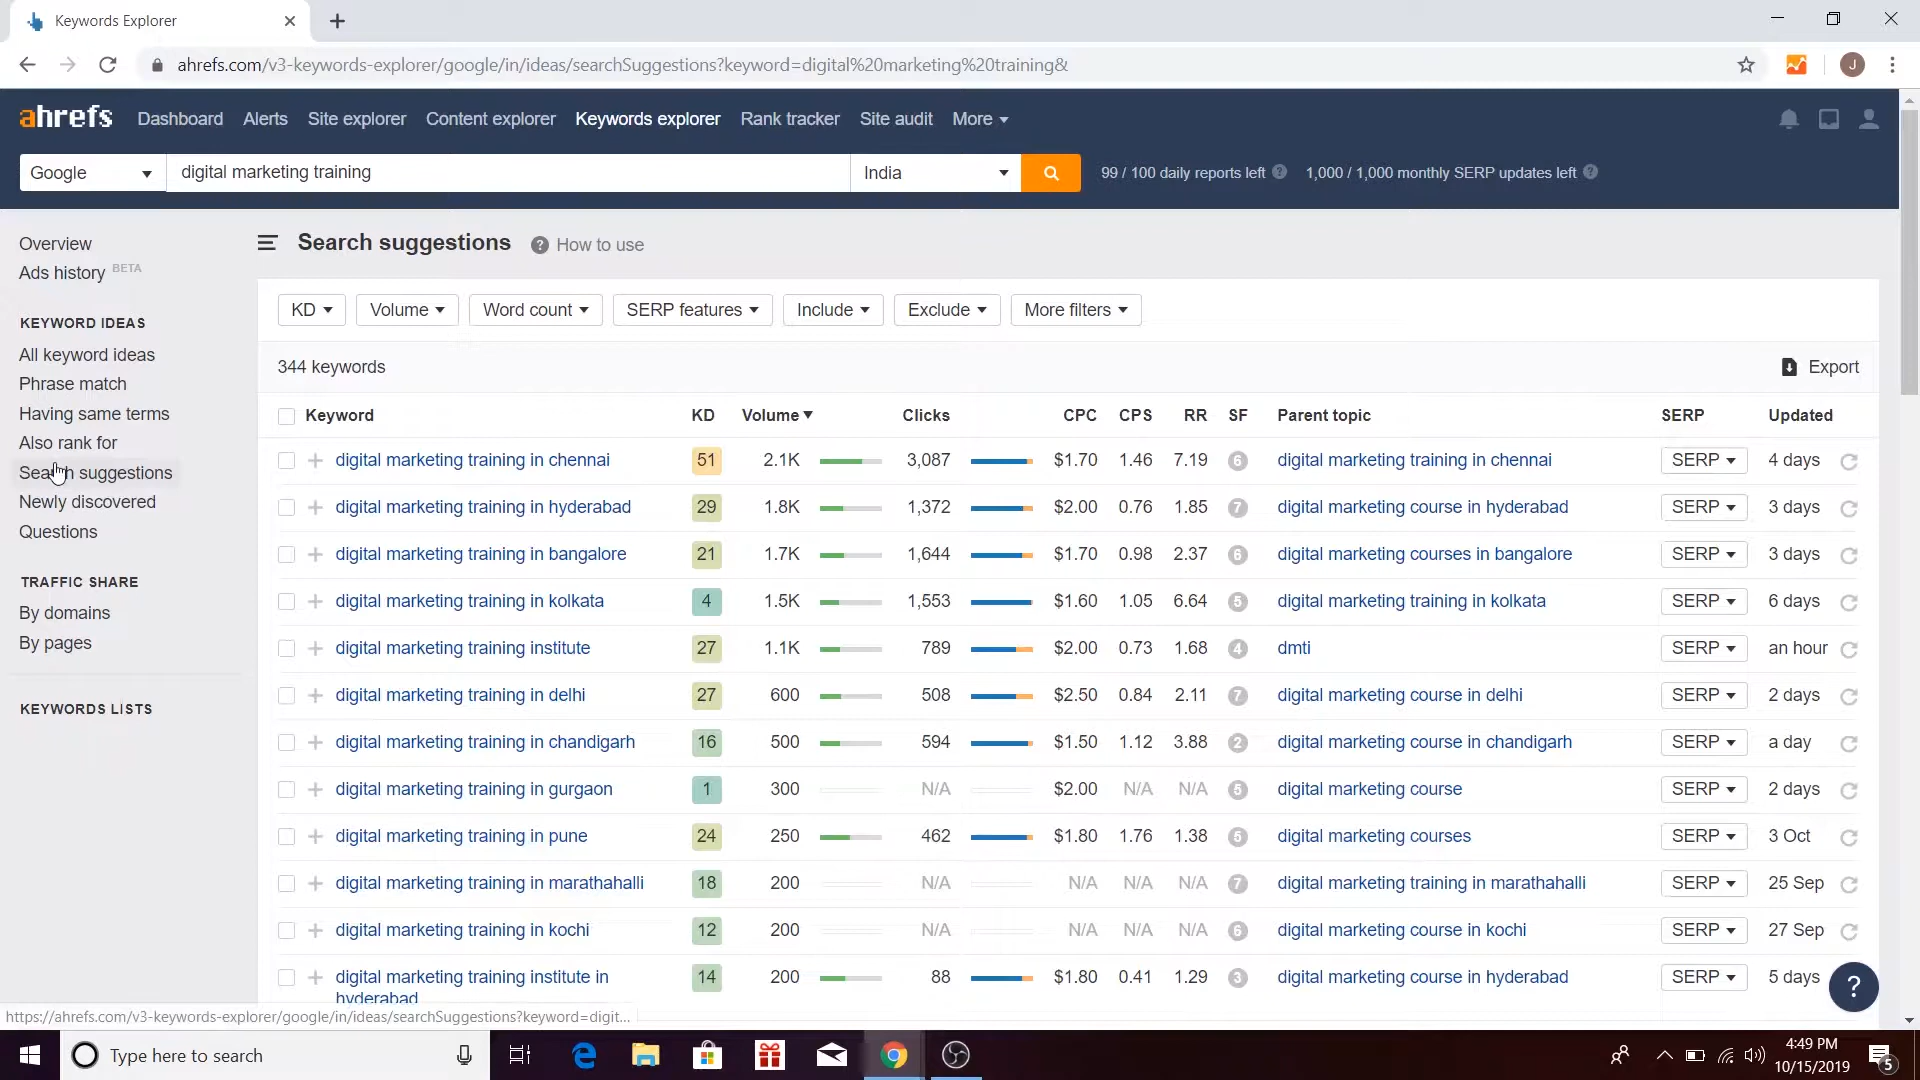 Keywords Explorer
ahrefs.com/v3-keywords-explorer/google/in/ideas/searchSuggestions?keyword=digital%20marketing%20training&
J
ahrefs Dashboard Alerts Site explorer Content explorer Keywords explorer Rank tracker Site audit More
Google digital marketing training India 99 / 100 daily reports left ? 1,000 / 1,000 monthly SERP updates left ?
Overview
Ads history BETA
KEYWORD IDEAS
All keyword ideas
Phrase match
Having same terms
Also rank for
Search suggestions
Newly discovered
Questions
TRAFFIC SHARE
By domains
By pages
KEYWORDS LISTS
Search suggestions ? How to use
KD Volume Word count SERP features Include Exclude More filters
344 keywords Export
Keyword KD Volume Clicks CPC CPS RR SF Parent topic SERP Updated
digital marketing training in chennai 51 2.1K 3,087 $1.70 1.46 7.19 6 digital marketing training in chennai SERP 4 days
digital marketing training in hyderabad 29 1.8K 1,372 $2.00 0.76 1.85 7 digital marketing course in hyderabad SERP 3 days
digital marketing training in bangalore 21 1.7K 1,644 $1.70 0.98 2.37 6 digital marketing courses in bangalore SERP 3 days
digital marketing training in kolkata 4 1.5K 1,553 $1.60 1.05 6.64 5 digital marketing training in kolkata SERP 6 days
digital marketing training institute 27 1.1K 789 $2.00 0.73 1.68 4 dmti SERP an hour
digital marketing training in delhi 27 600 508 $2.50 0.84 2.11 7 digital marketing course in delhi SERP 2 days
digital marketing training in chandigarh 16 500 594 $1.50 1.12 3.88 2 digital marketing course in chandigarh SERP a day
digital marketing training in gurgaon 1 300 N/A $2.00 N/A N/A 5 digital marketing course SERP 2 days
digital marketing training in pune 24 250 462 $1.80 1.76 1.38 5 digital marketing courses SERP 3 Oct
digital marketing training in marathahalli 18 200 N/A N/A N/A N/A 7 digital marketing training in marathahalli SERP 25 Sep
digital marketing training in kochi 12 200 N/A N/A N/A N/A 6 digital marketing course in kochi SERP 27 Sep
digital marketing training institute in 14 200 88 $1.80 0.41 1.29 3 digital marketing course in hyderabad SERP 5 days
hyderabad
?
https://ahrefs.com/v3-keywords-explorer/google/in/ideas/searchSuggestions?keyword=digit...
Type here to search
4:49 PM
10/15/2019
5